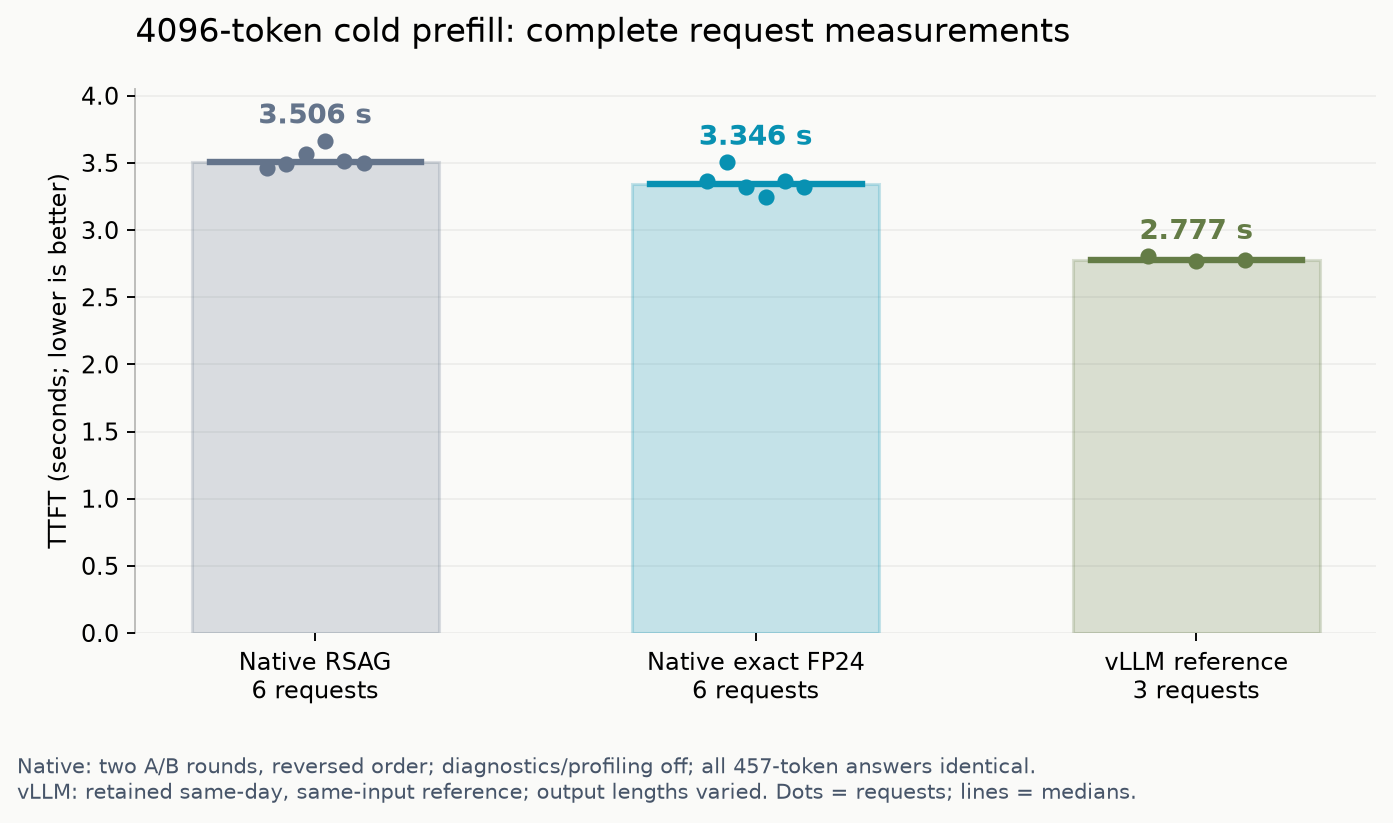 4096-token cold prefill: complete request measurements
TTFT (seconds; lower is better)
4.0
3.5
3.0
2.5
2.0
1.5
1.0
0.5
0.0
3.506 s
3.346 s
2.777 s
Native RSAG
6 requests
Native exact FP24
6 requests
vLLM reference
3 requests
Native: two A/B rounds, reversed order; diagnostics/profiling off; all 457-token answers identical.
vLLM: retained same-day, same-input reference; output lengths varied. Dots = requests; lines = medians.